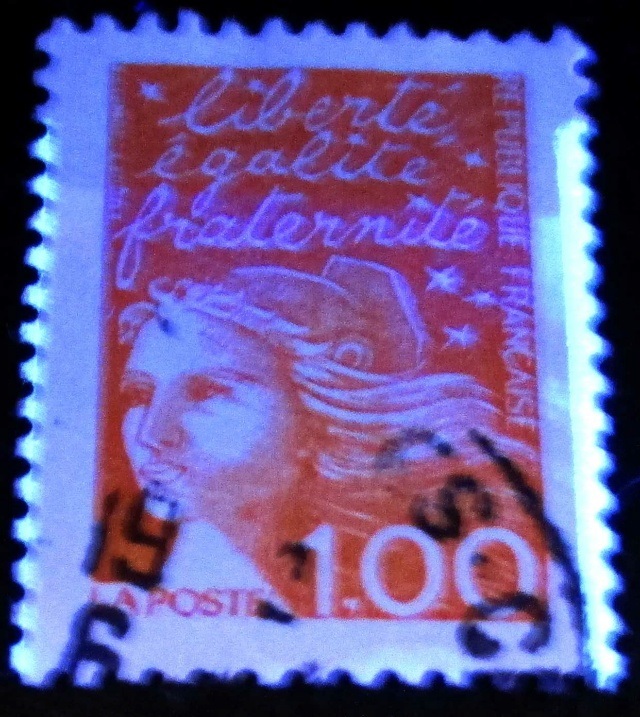 liberté
égalité
fraternité
RÉPUBLIQUE FRANÇAISE
1.00
LA POSTE